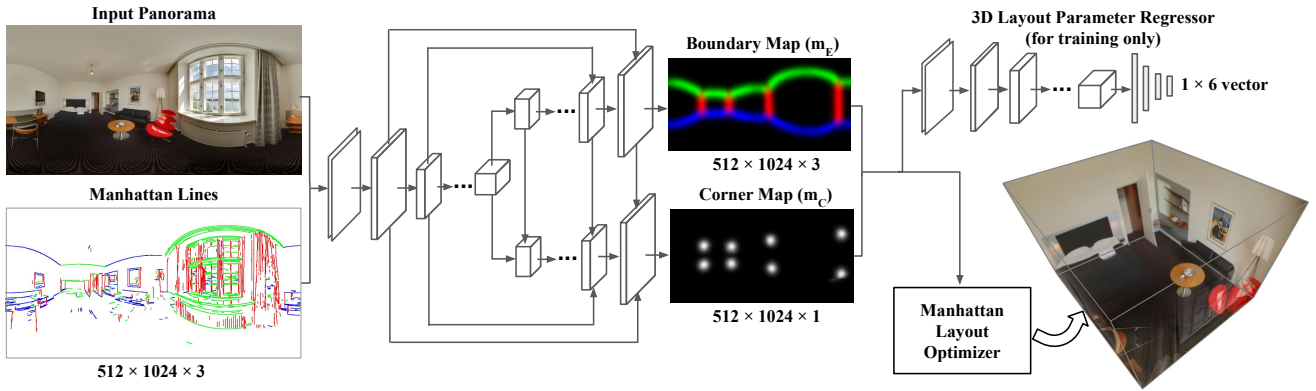 Input Panorama
Manhattan Lines
512 × 1024 × 3
Boundary Map (mE)
512 × 1024 × 3
Corner Map (mC)
512 × 1024 × 1
3D Layout Parameter Regressor
(for training only)
1 × 6 vector
Manhattan
Layout
Optimizer